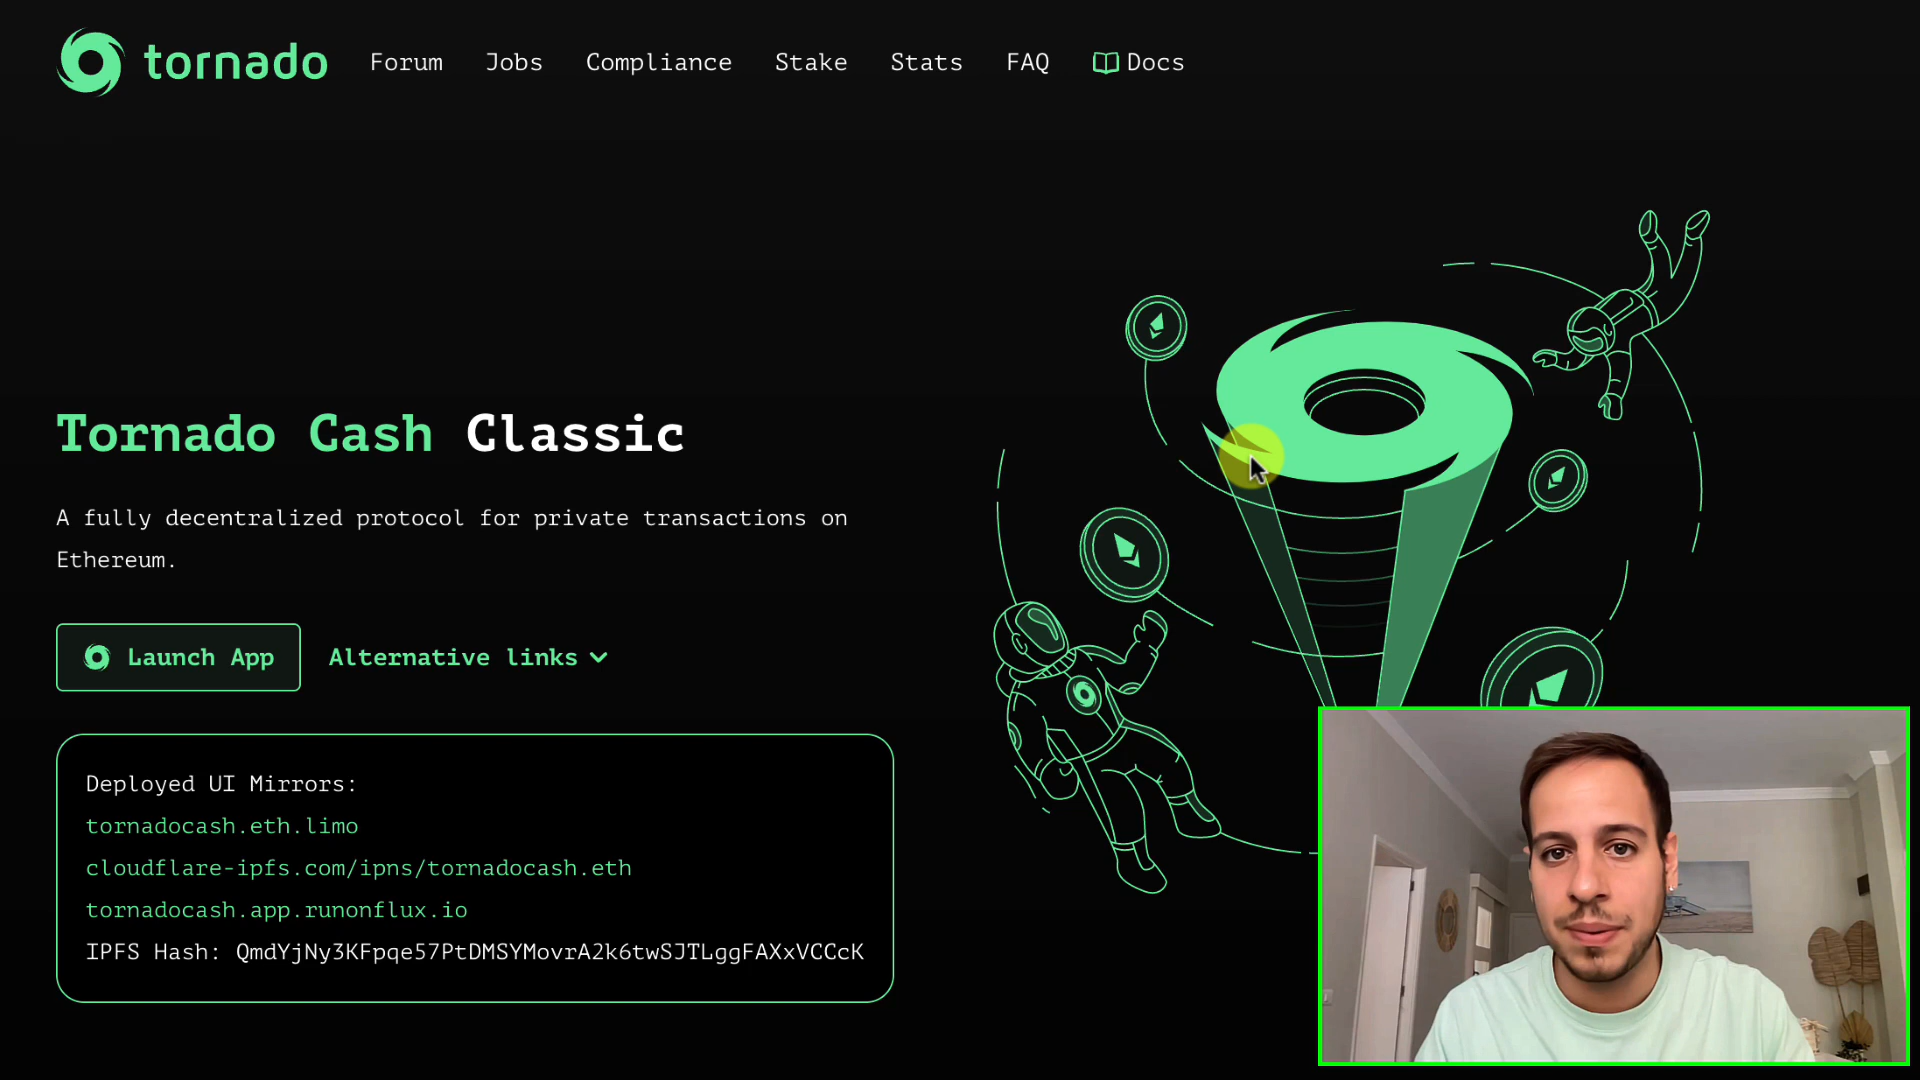 tornado Forum Jobs Compliance Stake Stats FAQ Docs
Tornado Cash Classic
A fully decentralized protocol for private transactions on
Ethereum.
Launch App Alternative links
Deployed UI Mirrors:
tornadocash.eth.limo
cloudflare-ipfs.com/ipns/tornadocash.eth
tornadocash.app.runonflux.io
IPFS Hash: QmdYjNy3KFpqe57PtDMSYMovrA2k6twSJTLggFAXxVCCcK